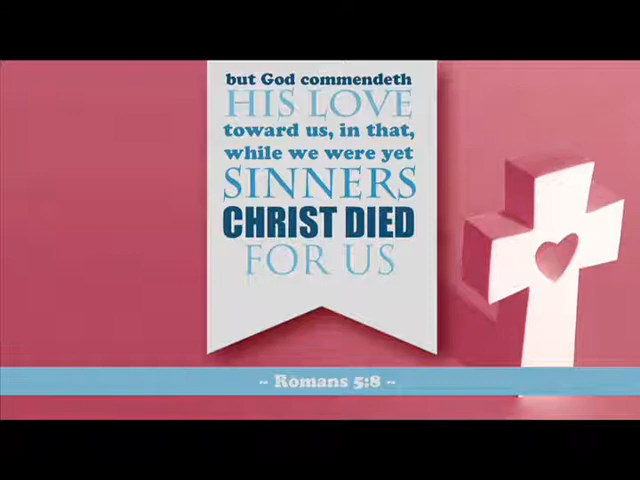 but God commendeth
HIS LOVE
toward us, in that,
while we were yet
SINNERS
CHRIST DIED
FOR US
~ Romans 5:8 ~